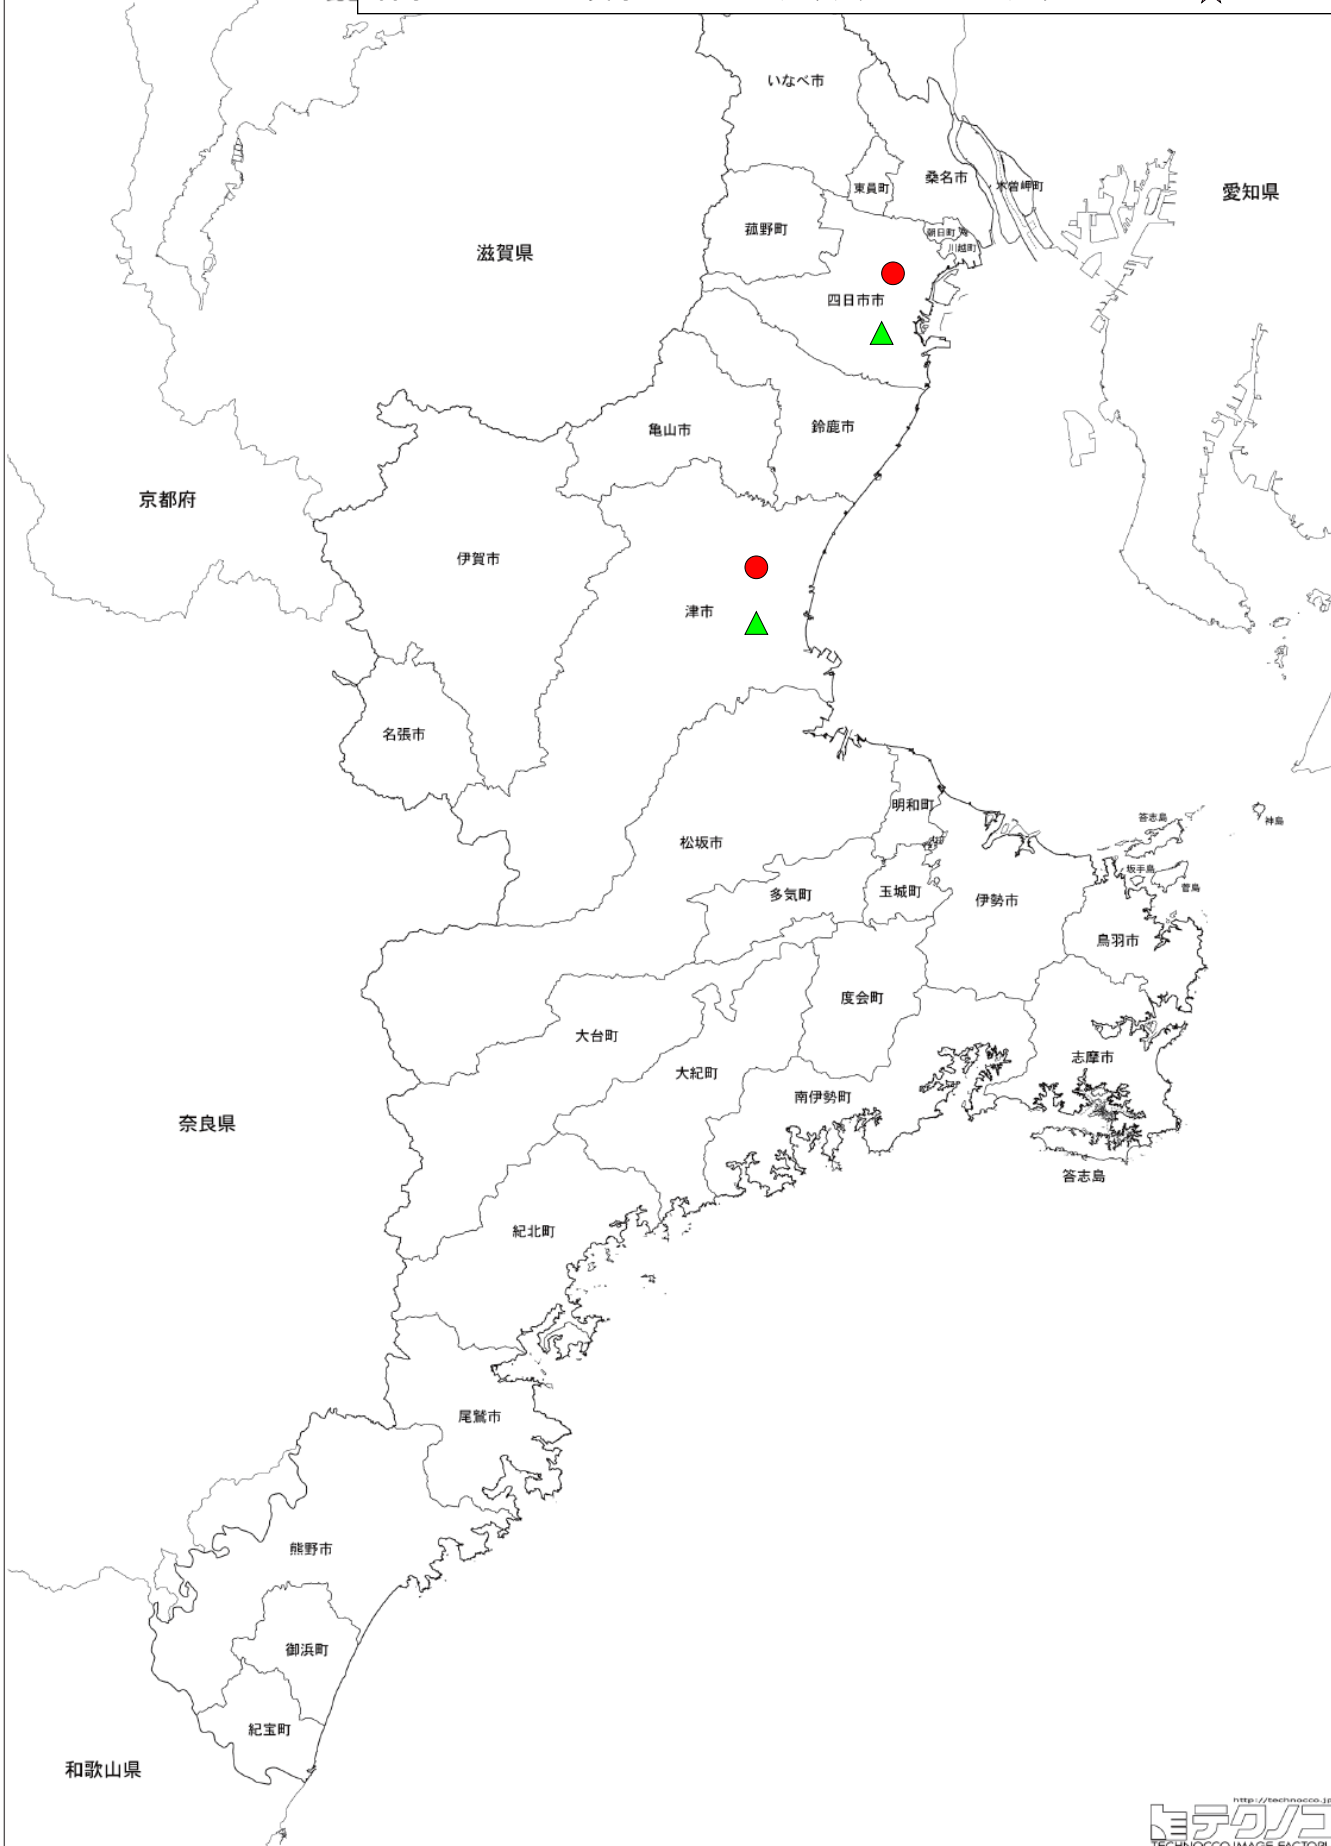 いなべ市
東員町
桑名市
木曽岬町
愛知県
菰野町
朝日町
川越町
滋賀県
四日市市
亀山市
鈴鹿市
京都府
伊賀市
津市
名張市
明和町
答志島
神島
松坂市
坂手島
菅島
多気町
玉城町
伊勢市
鳥羽市
度会町
大台町
志摩市
大紀町
南伊勢町
奈良県
答志島
紀北町
尾鷲市
熊野市
御浜町
紀宝町
和歌山県
http://technocco.jp
テクノコ
TECHNOCCO IMAGE FACTORY